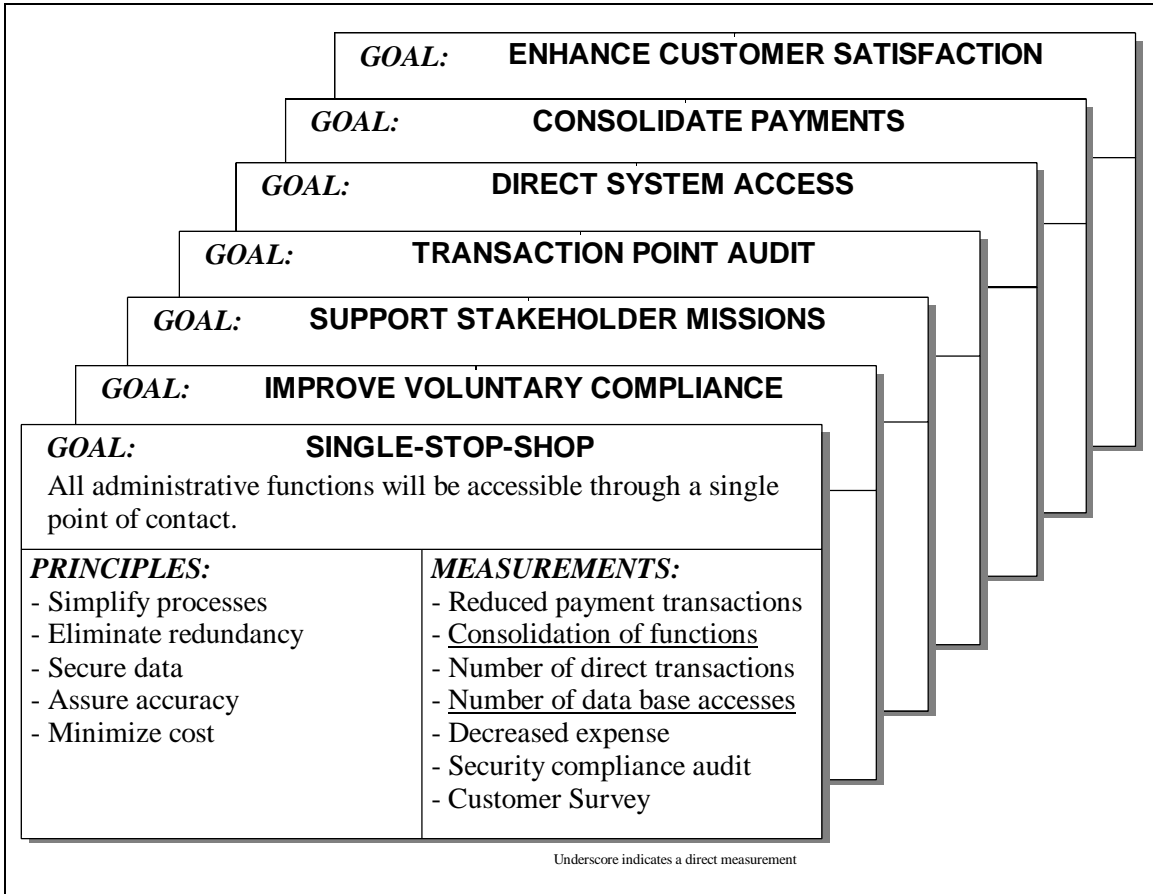 GOAL: ENHANCE CUSTOMER SATISFACTION
GOAL: CONSOLIDATE PAYMENTS
GOAL: DIRECT SYSTEM ACCESS
GOAL: TRANSACTION POINT AUDIT
GOAL: SUPPORT STAKEHOLDER MISSIONS
GOAL: IMPROVE VOLUNTARY COMPLIANCE
GOAL: SINGLE-STOP-SHOP
All administrative functions will be accessible through a single
point of contact.
PRINCIPLES:
- Simplify processes
- Eliminate redundancy
- Secure data
- Assure accuracy
- Minimize cost
MEASUREMENTS:
- Reduced payment transactions
- Consolidation of functions
- Number of direct transactions
- Number of data base accesses
- Decreased expense
- Security compliance audit
- Customer Survey
Underscore indicates a direct measurement